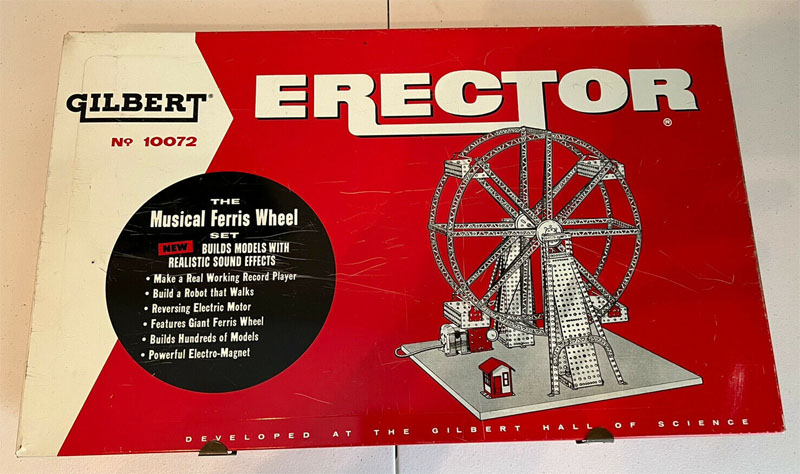 GILBERT®
Nº 10072
ERECTOR
®
THE
Musical Ferris Wheel
SET
NEW BUILDS MODELS WITH
REALISTIC SOUND EFFECTS
• Make a Real Working Record Player
• Build a Robot that Walks
• Reversing Electric Motor
• Features Giant Ferris Wheel
• Builds Hundreds of Models
• Powerful Electro-Magnet
DEVELOPED AT THE GILBERT HALL OF SCIENCE